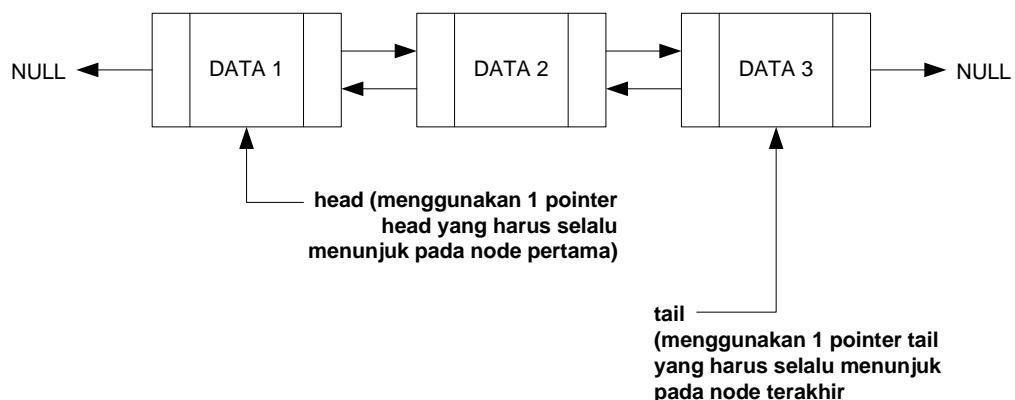 NULL
DATA 1
DATA 2
DATA 3
NULL
head (menggunakan 1 pointer
head yang harus selalu
menunjuk pada node pertama)
tail
(menggunakan 1 pointer tail
yang harus selalu menunjuk
pada node terakhir